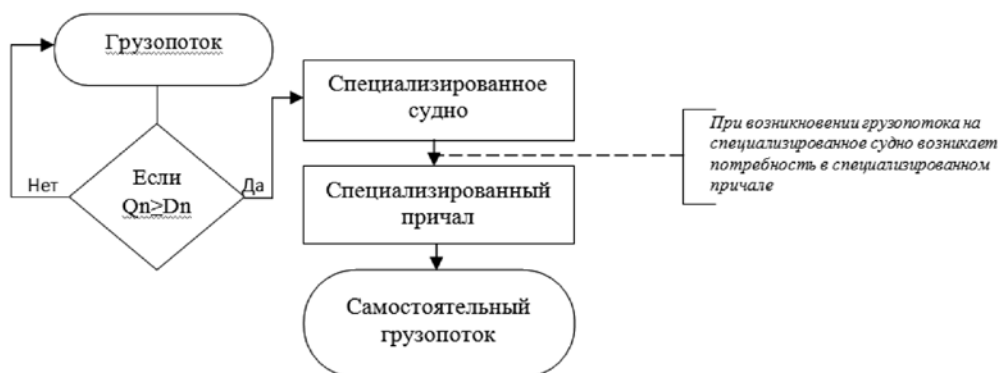 Грузопоток
Специализированное
судно
При возникновении грузопотока на
специализированное судно возникает
потребность в специализированном
причале
Нет
Если
Qn≥Dn
Да
Специализированный
причал
Самостоятельный
грузопоток